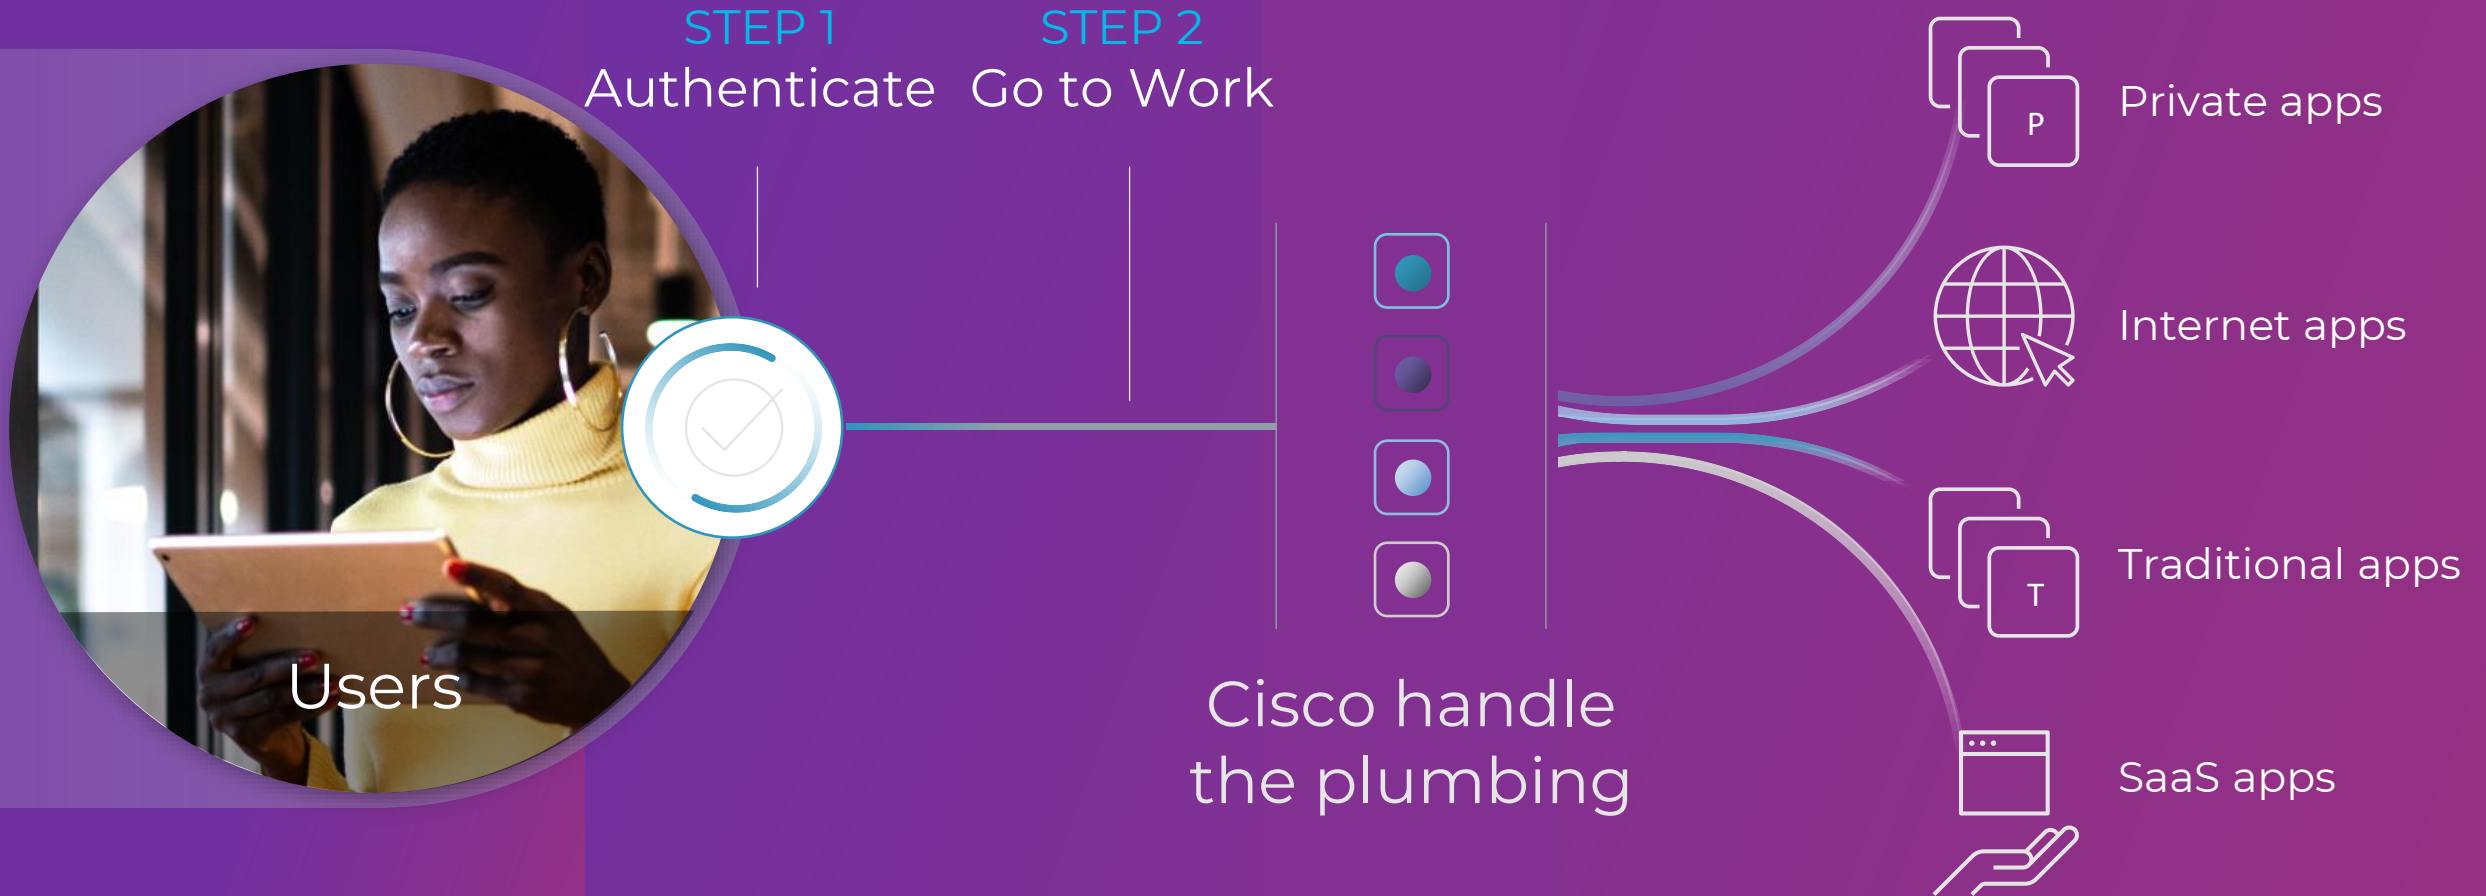 STEP 1
Authenticate
STEP 2
Go to Work
Users
Cisco handle
the plumbing
P
Private apps
Internet apps
T
Traditional apps
SaaS apps